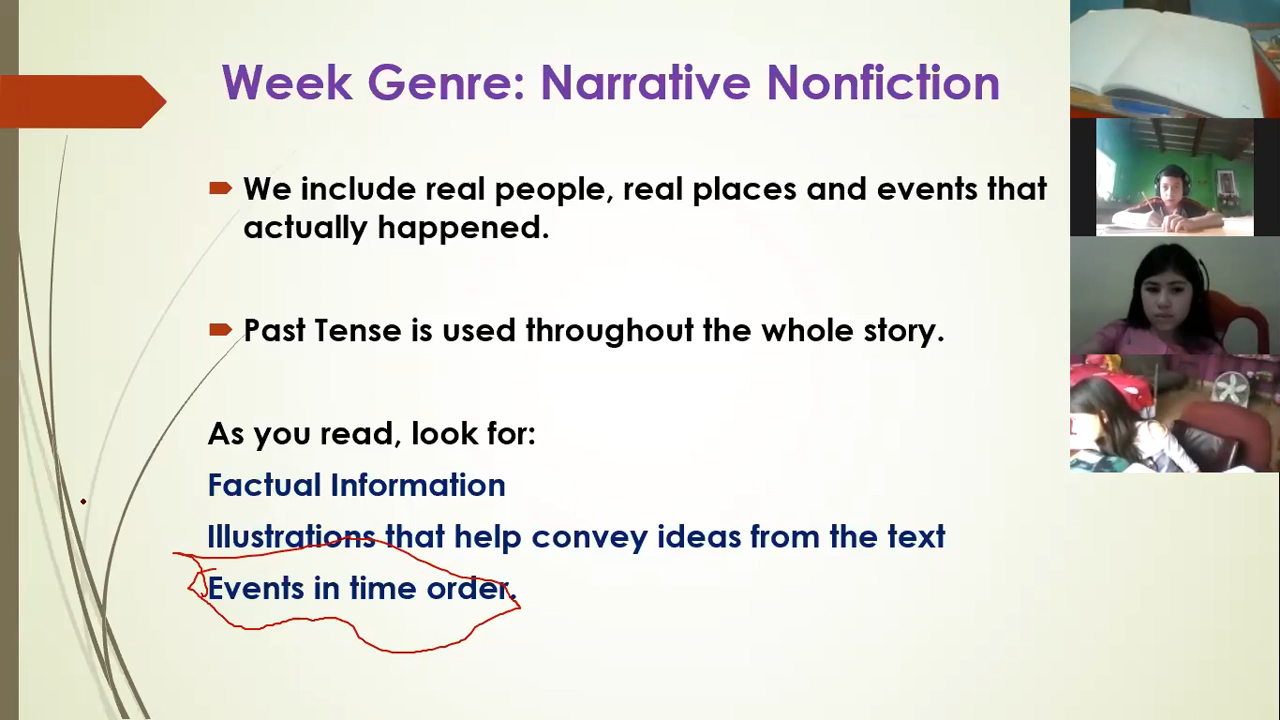 Week Genre: Narrative Nonfiction
We include real people, real places and events that
actually happened.
Past Tense is used throughout the whole story.
As you read, look for:
Factual Information
Illustrations that help convey ideas from the text
Events in time order.